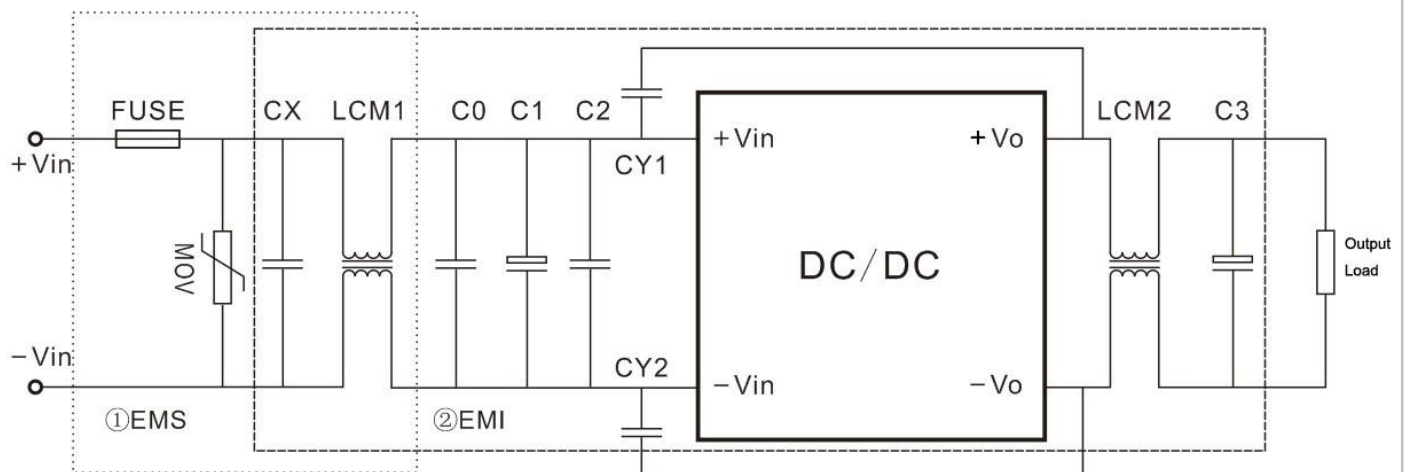 FUSE
CX
LCM1
C0
C1
C2
LCM2
C3
+Vin
CY1
+Vin
+Vo
MOV
DC/DC
Output
Load
-Vin
CY2
-Vin
-Vo
①EMS
②EMI